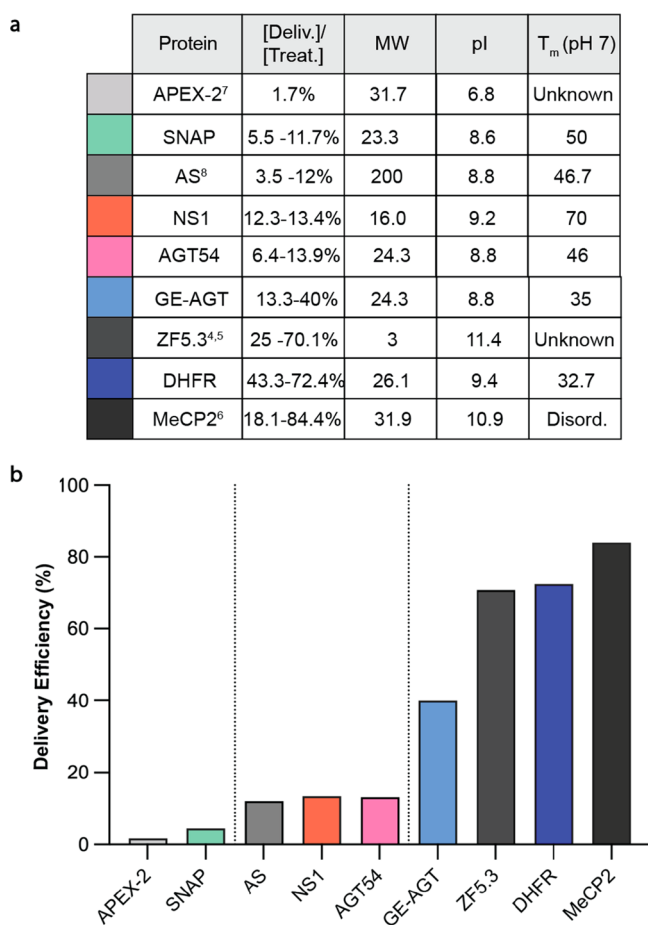 a
Protein [Deliv.]/[Treat.] MW pI Tm (pH 7)
APEX-2⁷ 1.7% 31.7 6.8 Unknown
SNAP 5.5 -11.7% 23.3 8.6 50
AS⁸ 3.5 -12% 200 8.8 46.7
NS1 12.3-13.4% 16.0 9.2 70
AGT54 6.4-13.9% 24.3 8.8 46
GE-AGT 13.3-40% 24.3 8.8 35
ZF5.3⁴,⁵ 25 -70.1% 3 11.4 Unknown
DHFR 43.3-72.4% 26.1 9.4 32.7
MeCP2⁶ 18.1-84.4% 31.9 10.9 Disord.
b
Delivery Efficiency (%)
100
80
60
40
20
0
APEX-2 SNAP AS NS1 AGT54 GE-AGT ZF5.3 DHFR MeCP2